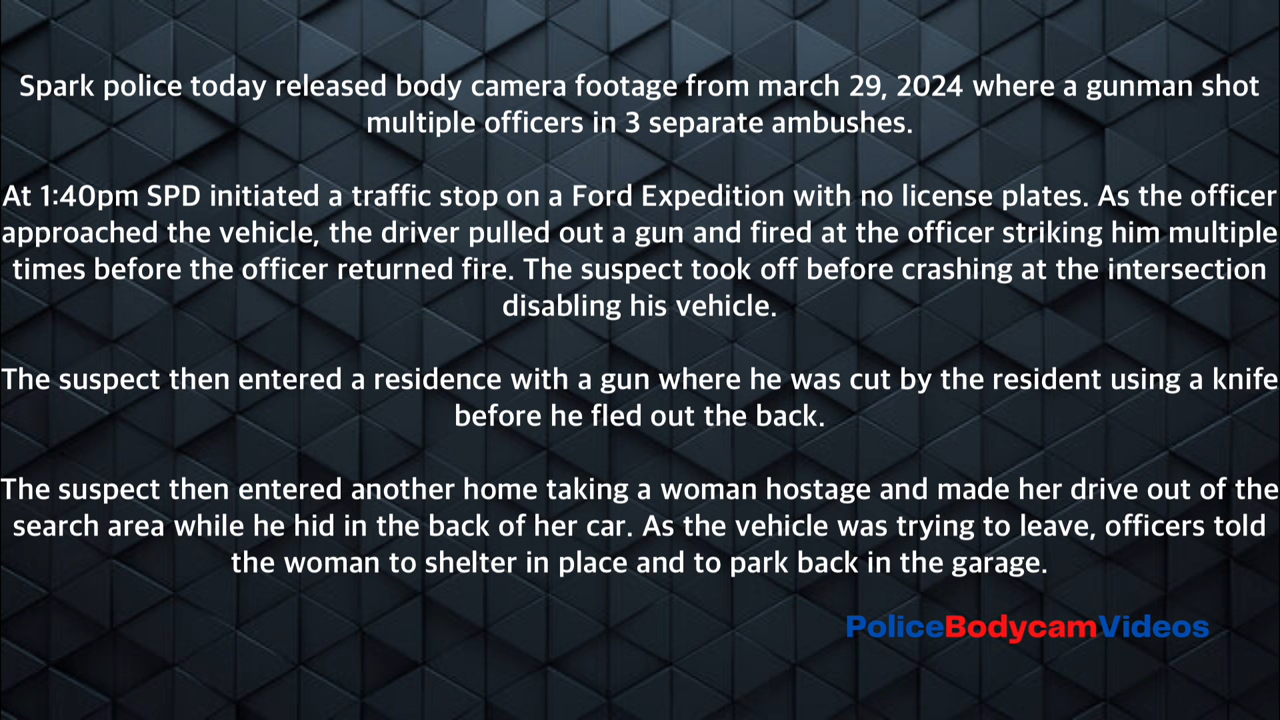 Spark police today released body camera footage from march 29, 2024 where a gunman shot
multiple officers in 3 separate ambushes.
At 1:40pm SPD initiated a traffic stop on a Ford Expedition with no license plates. As the officer
approached the vehicle, the driver pulled out a gun and fired at the officer striking him multiple
times before the officer returned fire. The suspect took off before crashing at the intersection
disabling his vehicle.
The suspect then entered a residence with a gun where he was cut by the resident using a knife
before he fled out the back.
The suspect then entered another home taking a woman hostage and made her drive out of the
search area while he hid in the back of her car. As the vehicle was trying to leave, officers told
the woman to shelter in place and to park back in the garage.
PoliceBodycamVideos